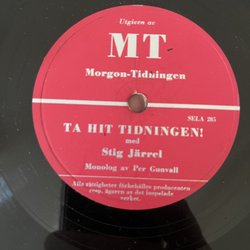 Utgiven av
MT
Morgon-Tidningen
SELA 205
TA HIT TIDNINGEN!
med
Stig Järrel
Monolog av Per Gunvall
Alla rättigheter förbehålles producenten
resp. ägaren av det inspelade
verket.